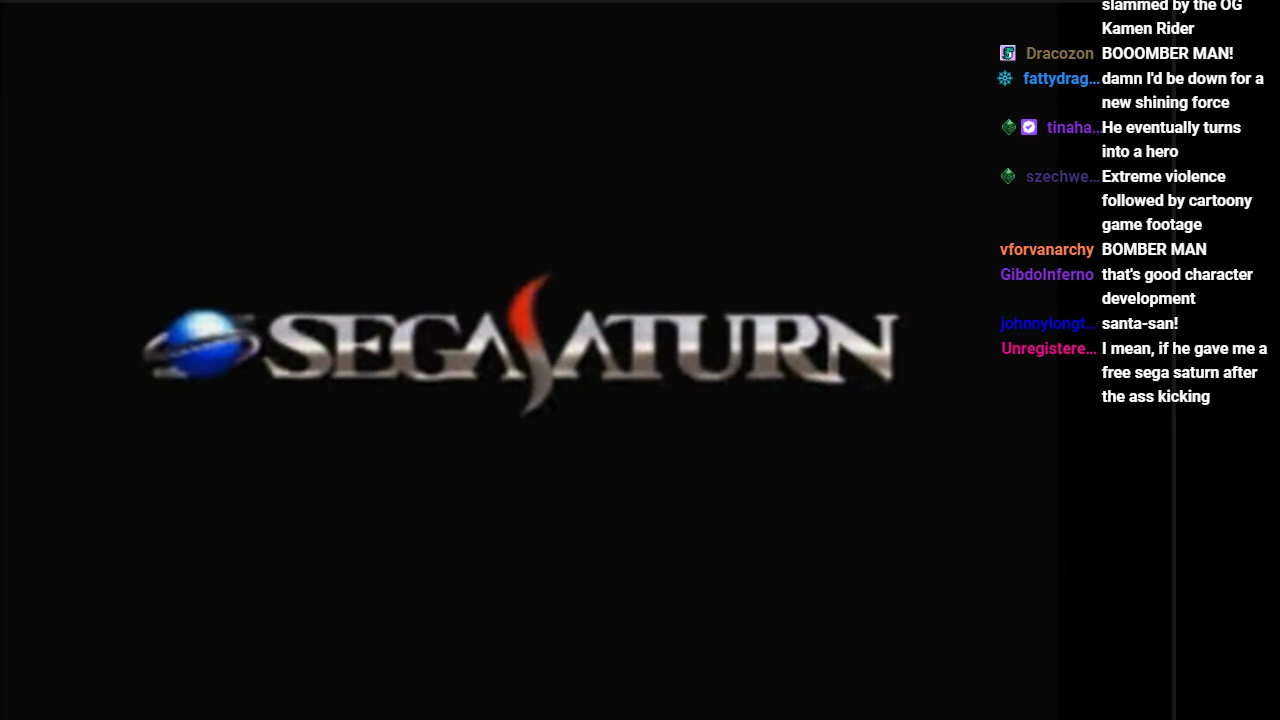 slammed by the OG
Kamen Rider
Dracozon BOOOMBER MAN!
fattydrag... damn I'd be down for a
new shining force
tinaha... He eventually turns
into a hero
szechwe... Extreme violence
followed by cartoony
game footage
vforvanarchy BOMBER MAN
GibdoInferno that's good character
development
johnnylongt... santa-san!
Unregistere... I mean, if he gave me a
free sega saturn after
the ass kicking
SEGA SATURN